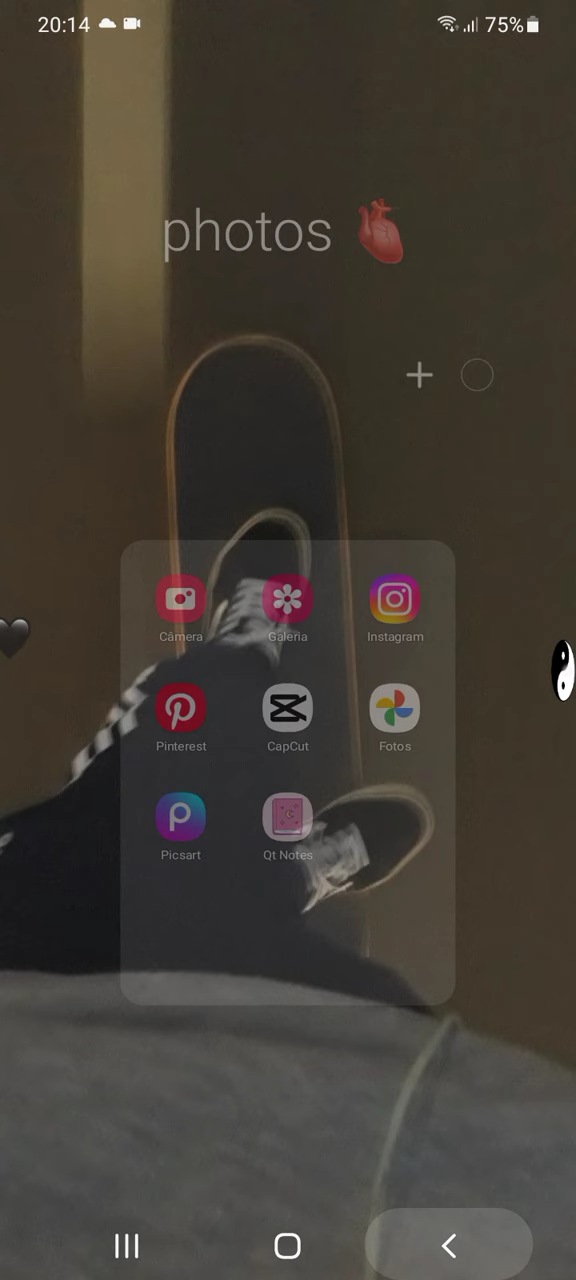 20:14 75%
photos 🫀
Câmera Galeria Instagram
Pinterest CapCut Fotos
Picsart Qt Notes